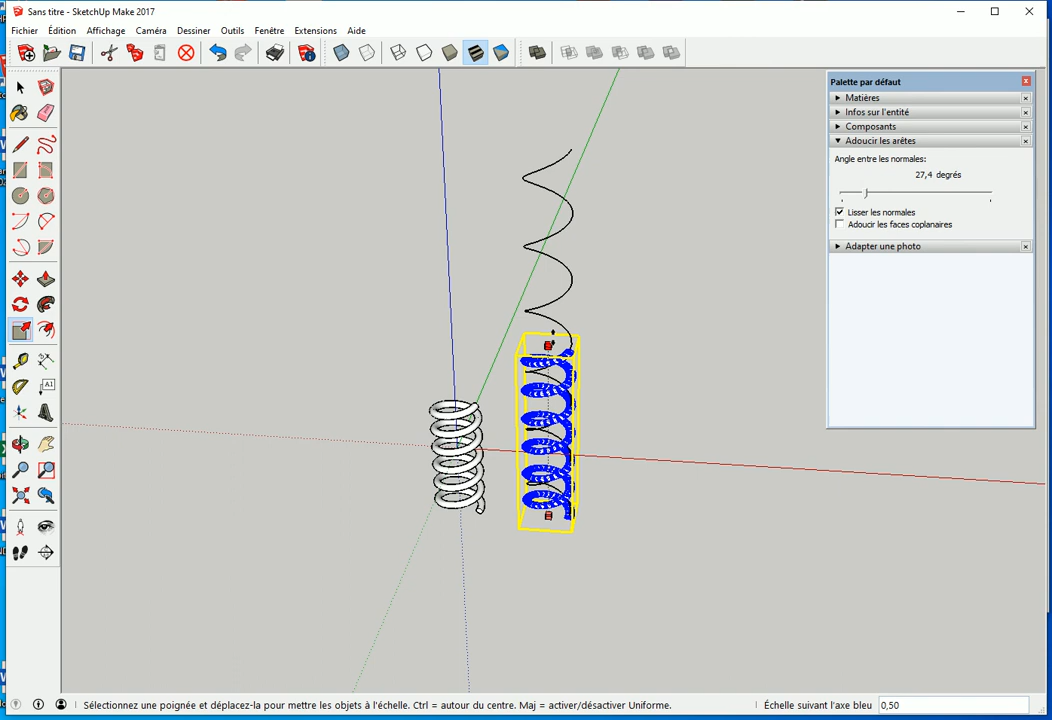 Sans titre - SketchUp Make 2017
Fichier Édition Affichage Caméra Dessiner Outils Fenêtre Extensions Aide
Palette par défaut
Matières
Infos sur l'entité
Composants
Adoucir les arêtes
Angle entre les normales:
27,4 degrés
Lisser les normales
Adoucir les faces coplanaires
Adapter une photo
A1
Sélectionnez une poignée et déplacez-la pour mettre les objets à l'échelle. Ctrl = autour du centre. Maj = activer/désactiver Uniforme. Échelle suivant l'axe bleu 0,50